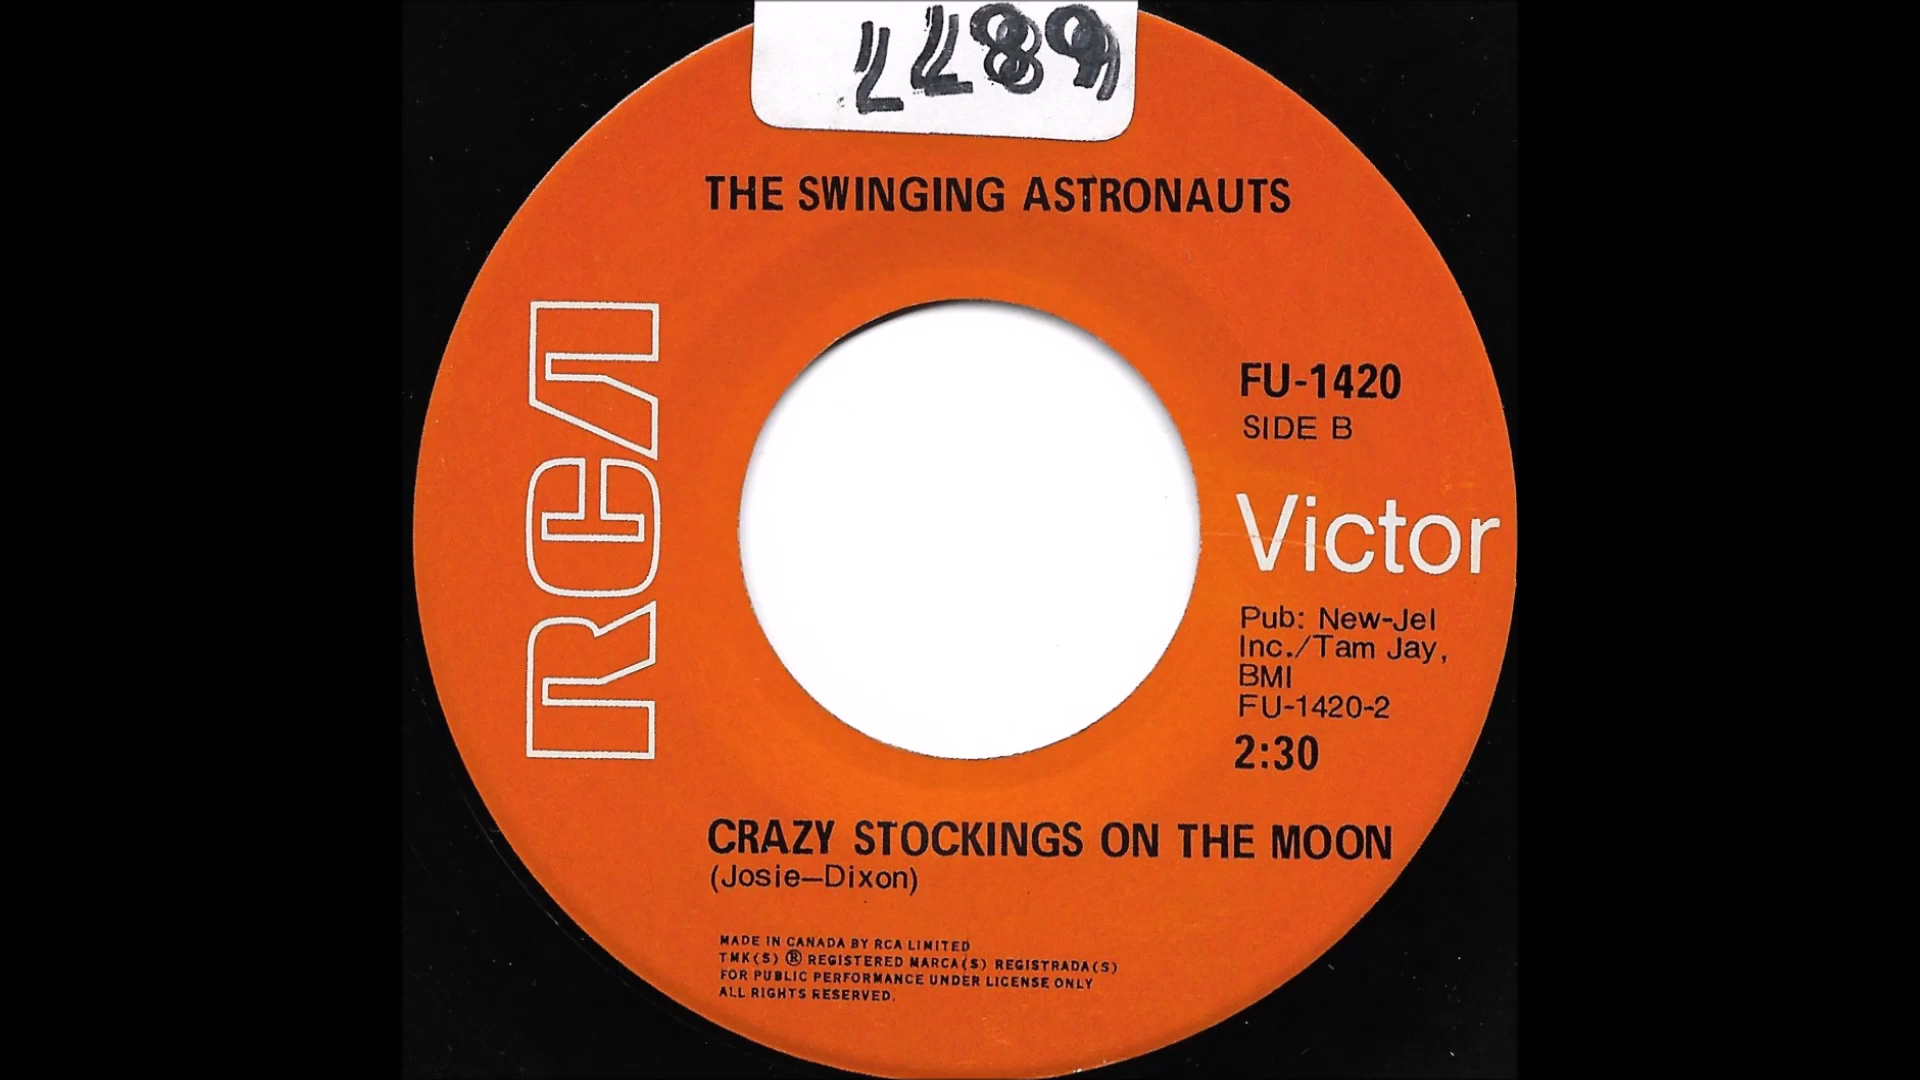 THE SWINGING ASTRONAUTS
RCA
FU-1420
SIDE B
Victor
Pub: New-Jel
Inc./Tam Jay,
BMI
FU-1420-2
2:30
CRAZY STOCKINGS ON THE MOON
(Josie—Dixon)
MADE IN CANADA BY RCA LIMITED
TMK(S) ® REGISTERED MARCA(S) REGISTRADA(S)
FOR PUBLIC PERFORMANCE UNDER LICENSE ONLY
ALL RIGHTS RESERVED.